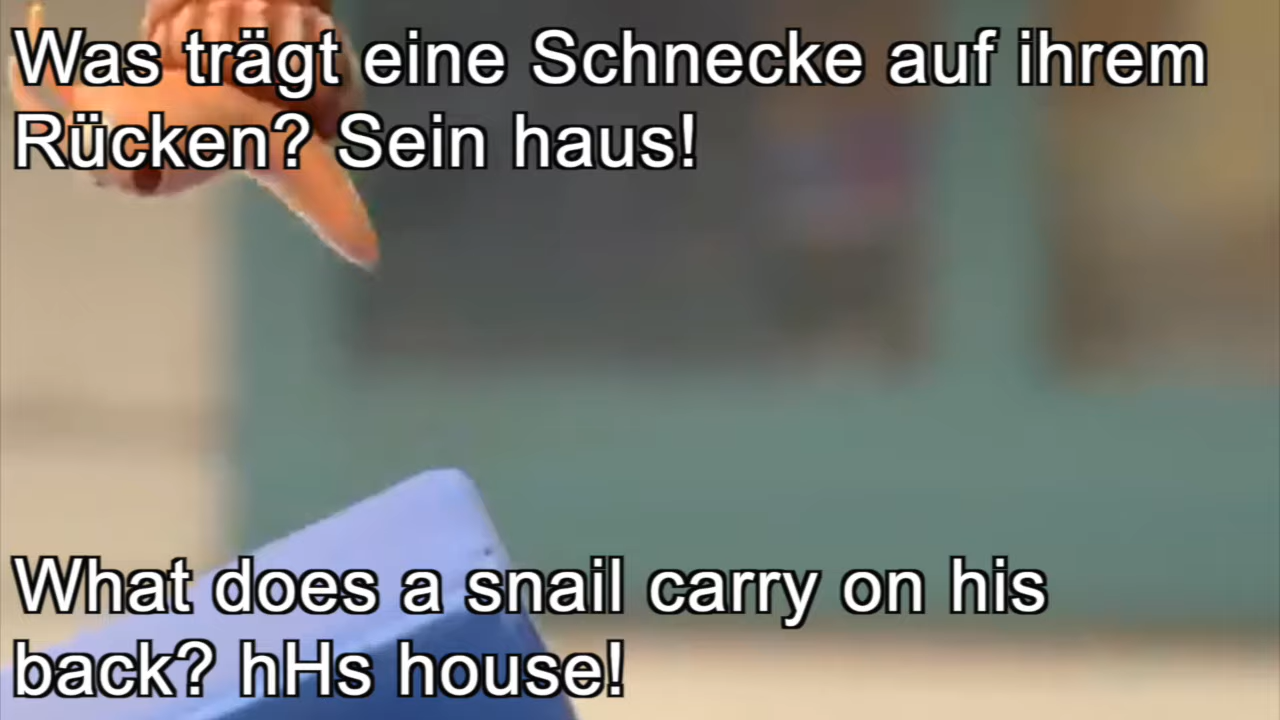 Was trägt eine Schnecke auf ihrem
Rücken? Sein haus!
What does a snail carry on his
back? hHs house!